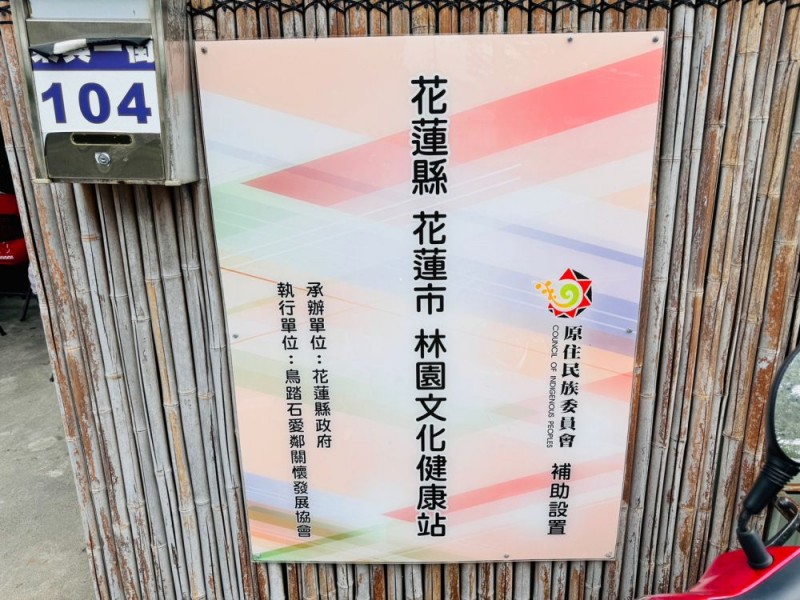 104
原住民族委員會 補助設置
COUNCIL OF INDIGENOUS PEOPLES
花蓮縣 花蓮市 林園文化健康站
承辦單位：花蓮縣政府
執行單位：鳥踏石愛鄰關懷發展協會